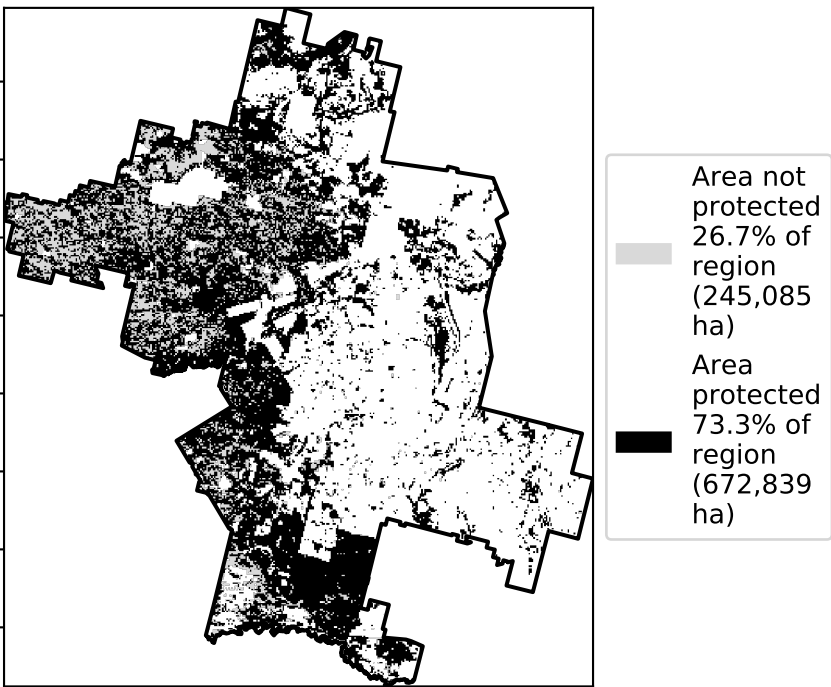 Area not
protected
26.7% of
region
(245,085
ha)
Area
protected
73.3% of
region
(672,839
ha)